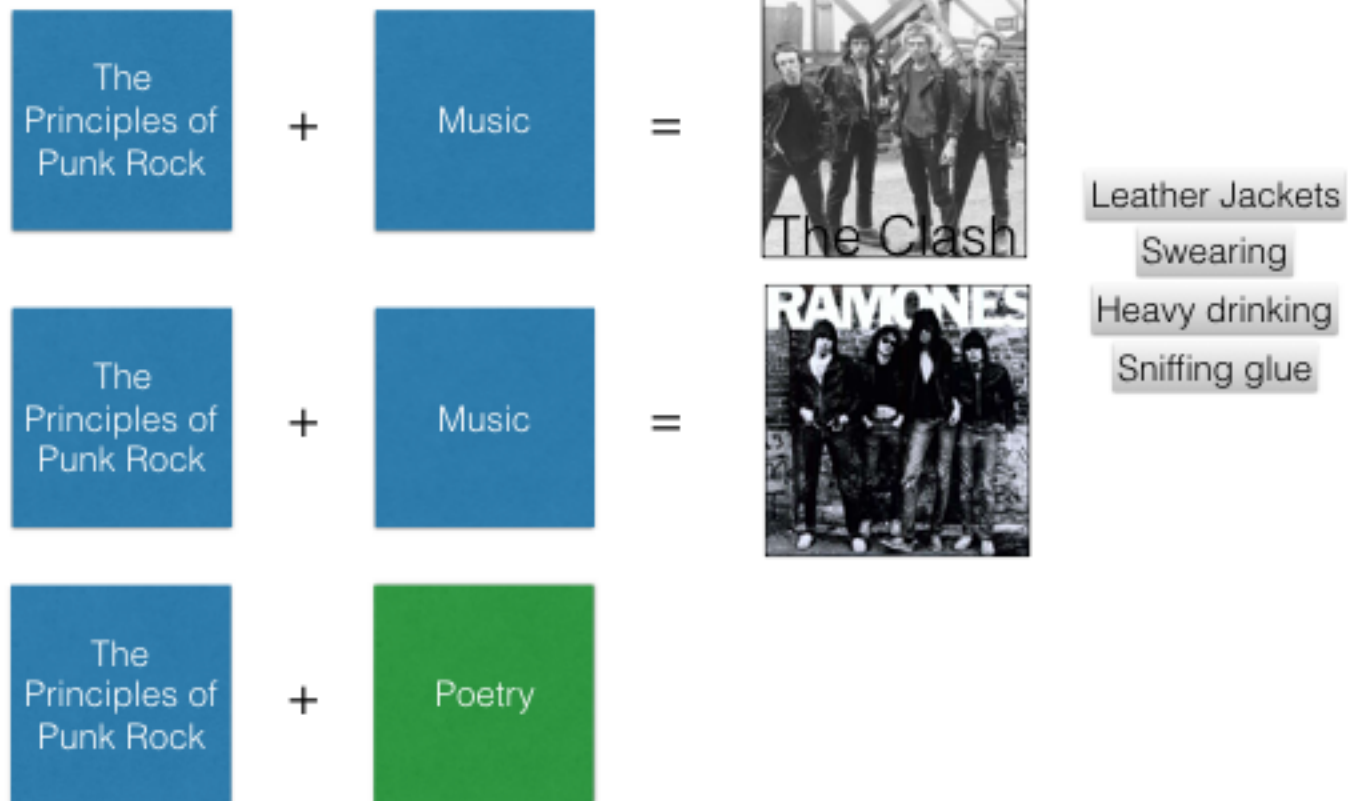 The
Principles of
Punk Rock
+
Music
=
The Clash
The
Principles of
Punk Rock
+
Music
=
RAMONES
Leather Jackets
Swearing
Heavy drinking
Sniffing glue
The
Principles of
Punk Rock
+
Poetry